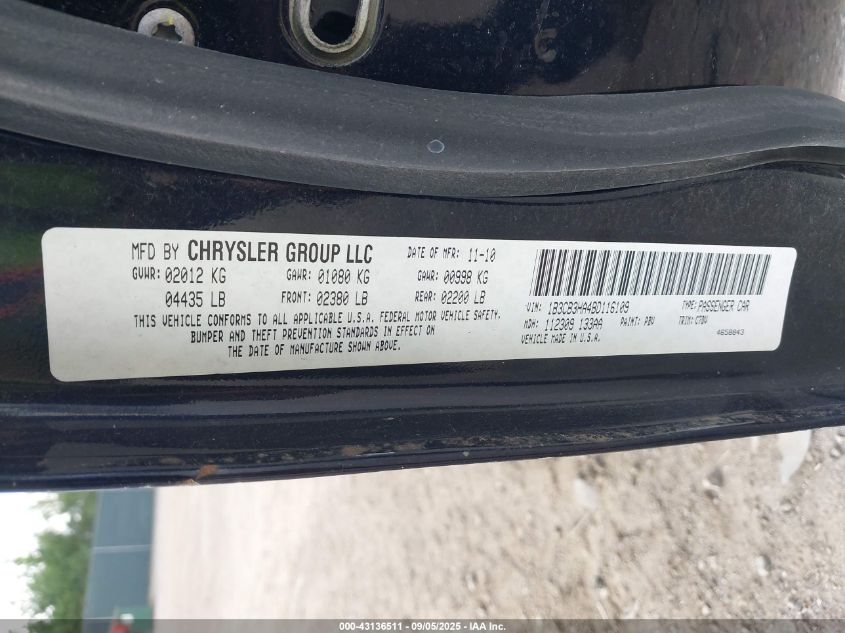 MFD BY CHRYSLER GROUP LLC DATE OF MFR: 11-10
GVWR: 02012 KG GAWR: 01080 KG GAWR: 00998 KG
04435 LB FRONT: 02380 LB REAR: 02200 LB
THIS VEHICLE CONFORMS TO ALL APPLICABLE U.S.A. FEDERAL MOTOR VEHICLE SAFETY,
BUMPER AND THEFT PREVENTION STANDARDS IN EFFECT ON
THE DATE OF MANUFACTURE SHOWN ABOVE.
VIN: 1B3CB3HA4BD116109 TYPE: PASSENGER CAR
MDH: 112309 133AA PAINT: PBV TRIM: C7DV
VEHICLE MADE IN U.S.A. 4658843
000-43136511 - 09/05/2025 - IAA Inc.